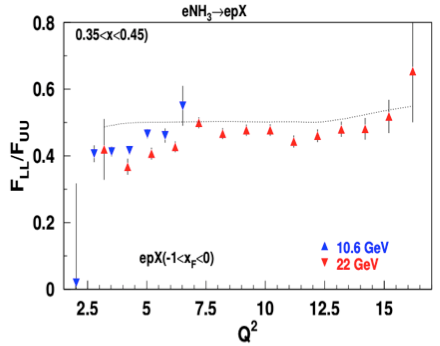 eNH₃→epX
0.35<x<0.45)
F_LL/F_UU
0.8
0.6
0.4
0.2
0
epX(-1<x_F<0)
10.6 GeV
22 GeV
2.5 5 7.5 10 12.5 15
Q²